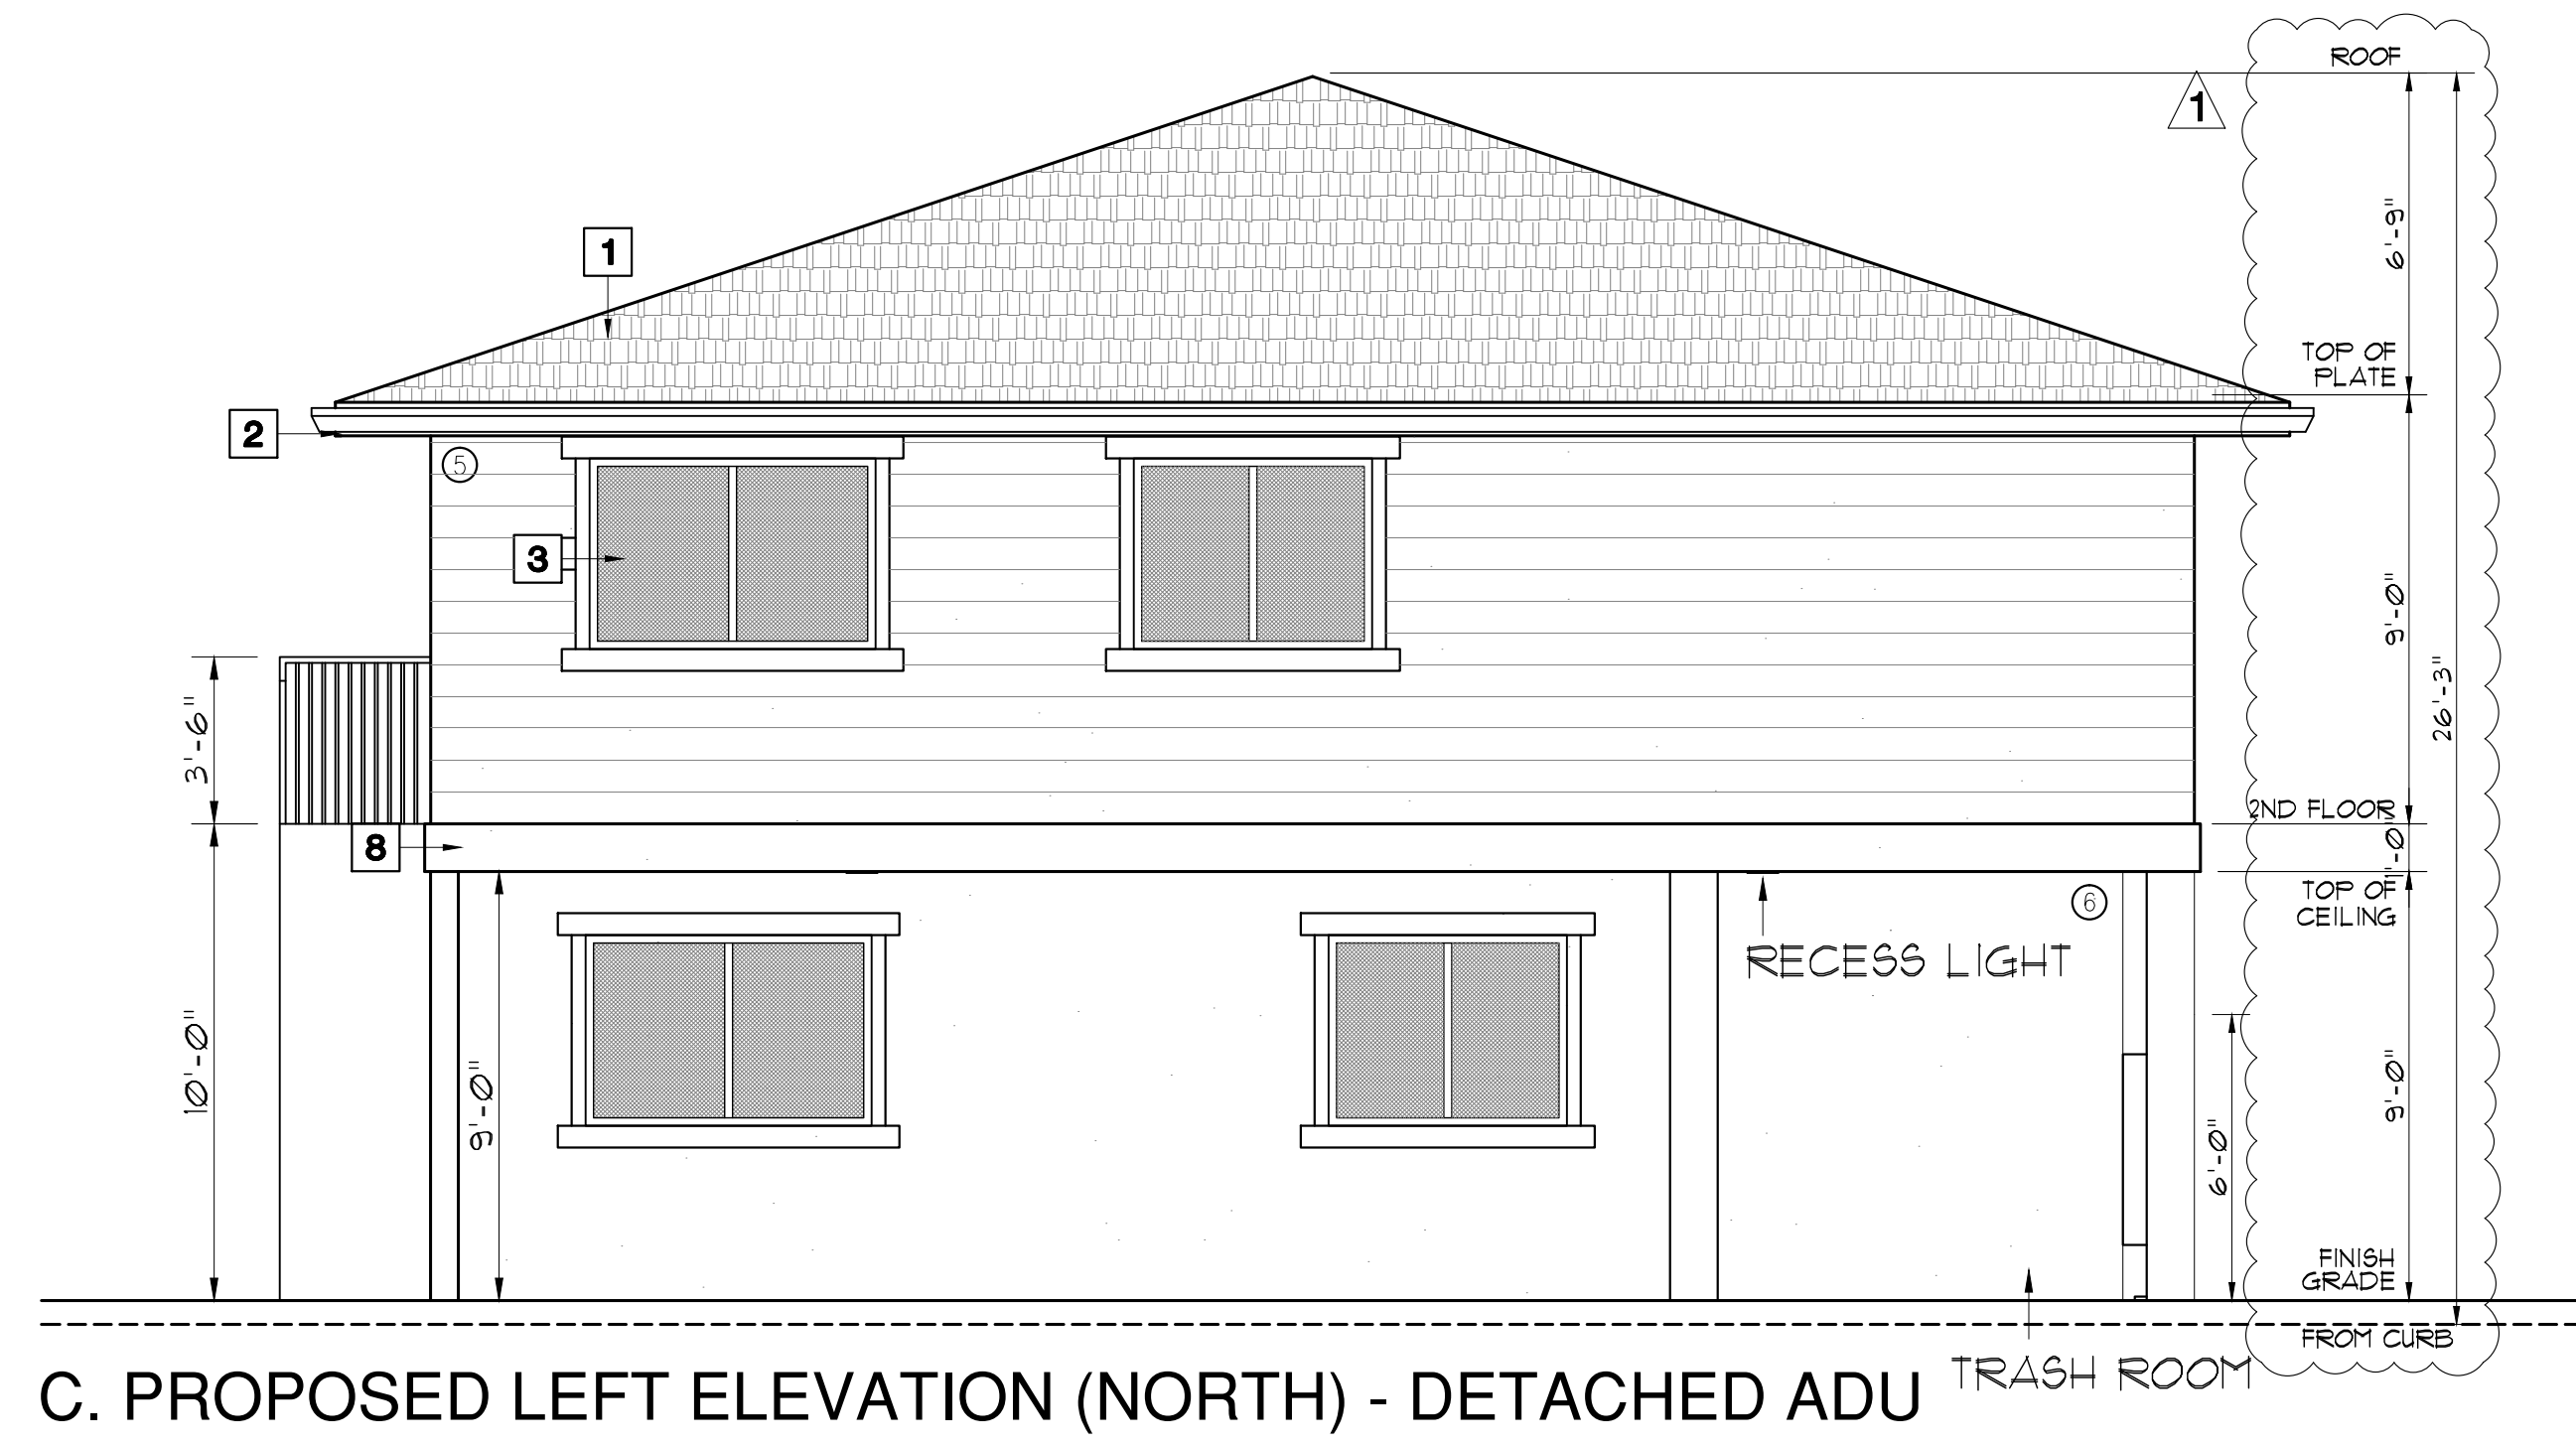 ROOF
1
6'-9"
1
TOP OF
PLATE
2
5
3
9'-0"
26'-3"
3'-6"
2ND FLOOR
8
1'-0"
TOP OF
CEILING
6
RECESS LIGHT
10'-0"
9'-0"
9'-0"
6'-0"
FINISH
GRADE
FROM CURB
TRASH ROOM
C. PROPOSED LEFT ELEVATION (NORTH) - DETACHED ADU